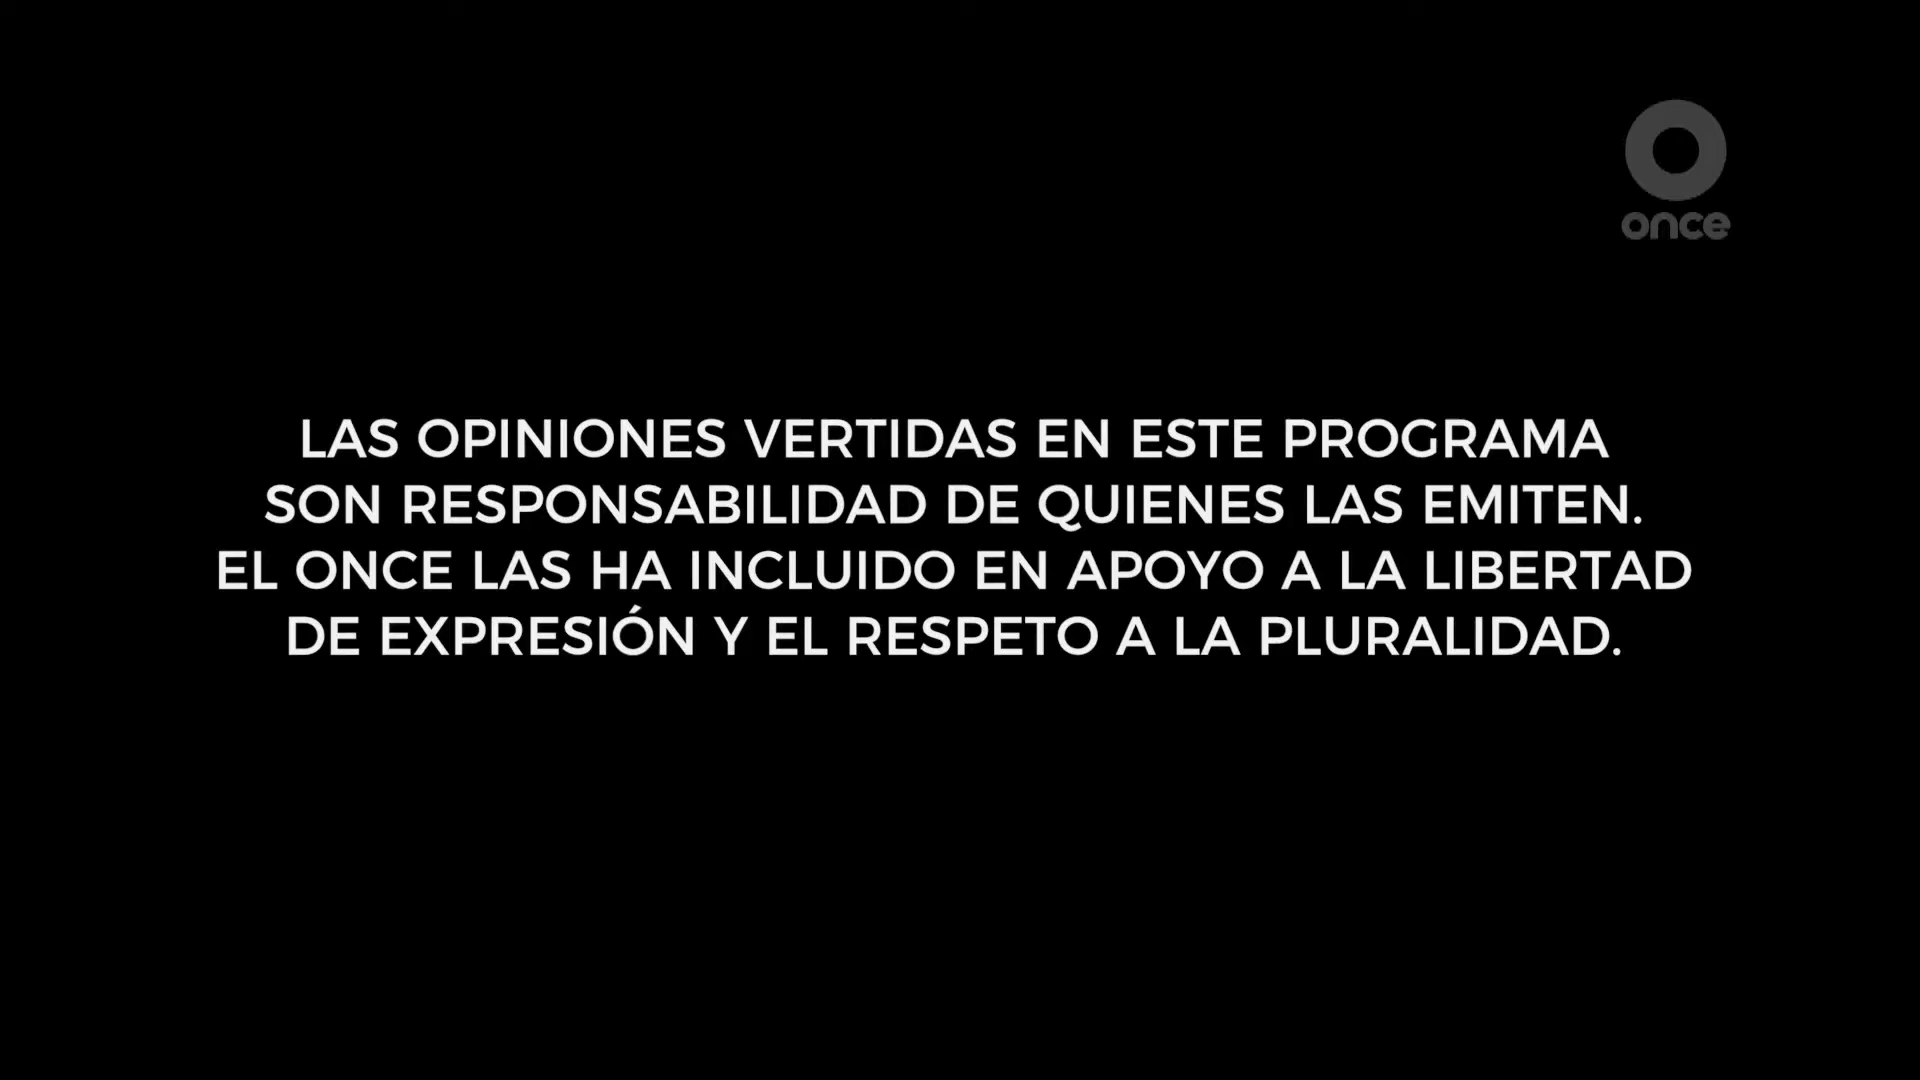 once
LAS OPINIONES VERTIDAS EN ESTE PROGRAMA
SON RESPONSABILIDAD DE QUIENES LAS EMITEN.
EL ONCE LAS HA INCLUIDO EN APOYO A LA LIBERTAD
DE EXPRESIÓN Y EL RESPETO A LA PLURALIDAD.